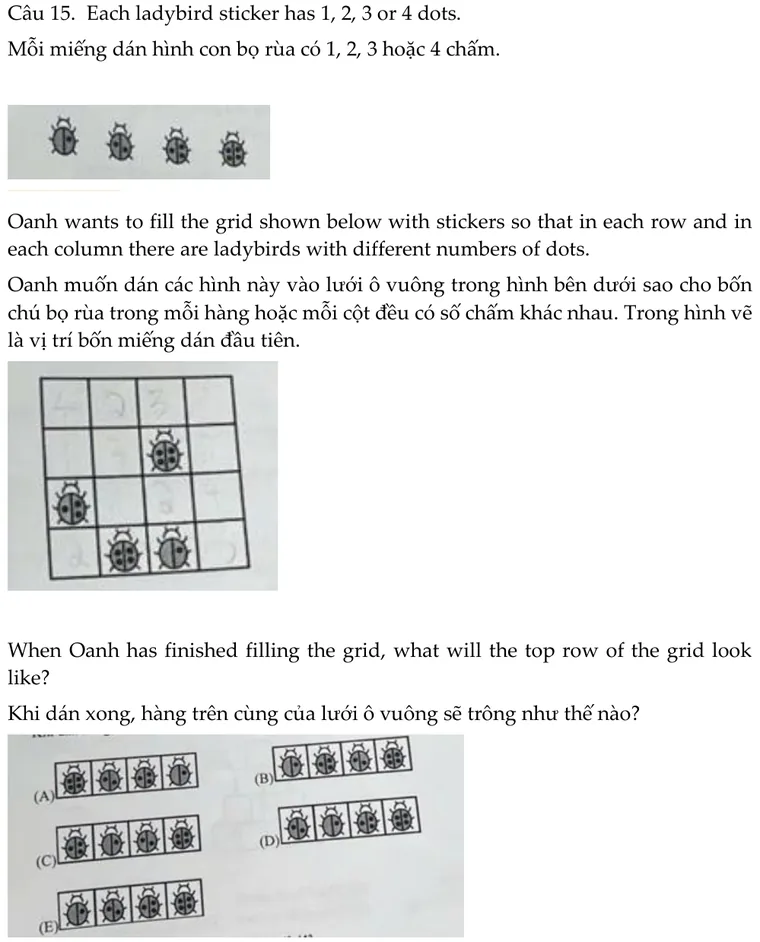 Câu 15. Each ladybird sticker has 1, 2, 3 or 4 dots.
Mỗi miếng dán hình con bọ rùa có 1, 2, 3 hoặc 4 chấm.
Oanh wants to fill the grid shown below with stickers so that in each row and in
each column there are ladybirds with different numbers of dots.
Oanh muốn dán các hình này vào lưới ô vuông trong hình bên dưới sao cho bốn
chú bọ rùa trong mỗi hàng hoặc mỗi cột đều có số chấm khác nhau. Trong hình vẽ
là vị trí bốn miếng dán đầu tiên.
4 2 3
2
2
When Oanh has finished filling the grid, what will the top row of the grid look
like?
Khi dán xong, hàng trên cùng của lưới ô vuông sẽ trông như thế nào?
(A) (B)
(C) (D)
(E)